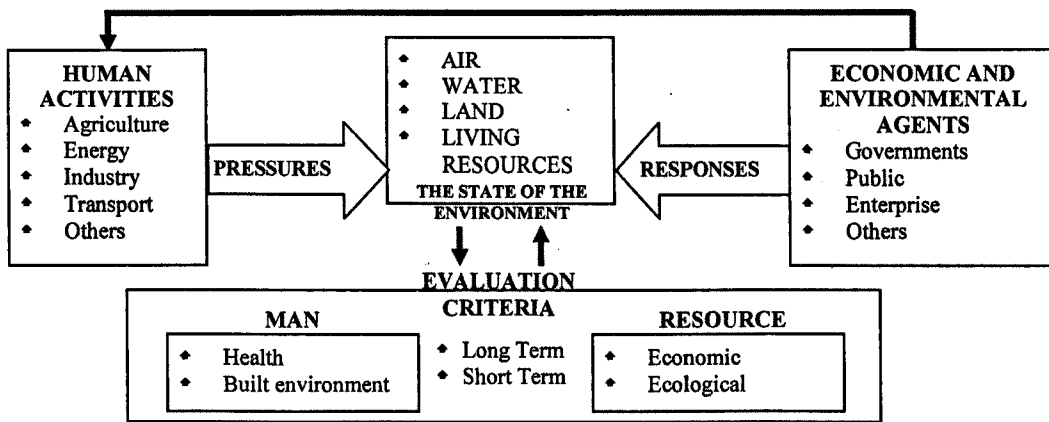 HUMAN
ACTIVITIES
◆ Agriculture
◆ Energy
◆ Industry
◆ Transport
◆ Others
PRESSURES
◆ AIR
◆ WATER
◆ LAND
◆ LIVING
RESOURCES
THE STATE OF THE
ENVIRONMENT
RESPONSES
ECONOMIC AND
ENVIRONMENTAL
AGENTS
◆ Governments
◆ Public
◆ Enterprise
◆ Others
EVALUATION
CRITERIA
MAN
◆ Health
◆ Built environment
◆ Long Term
◆ Short Term
RESOURCE
◆ Economic
◆ Ecological